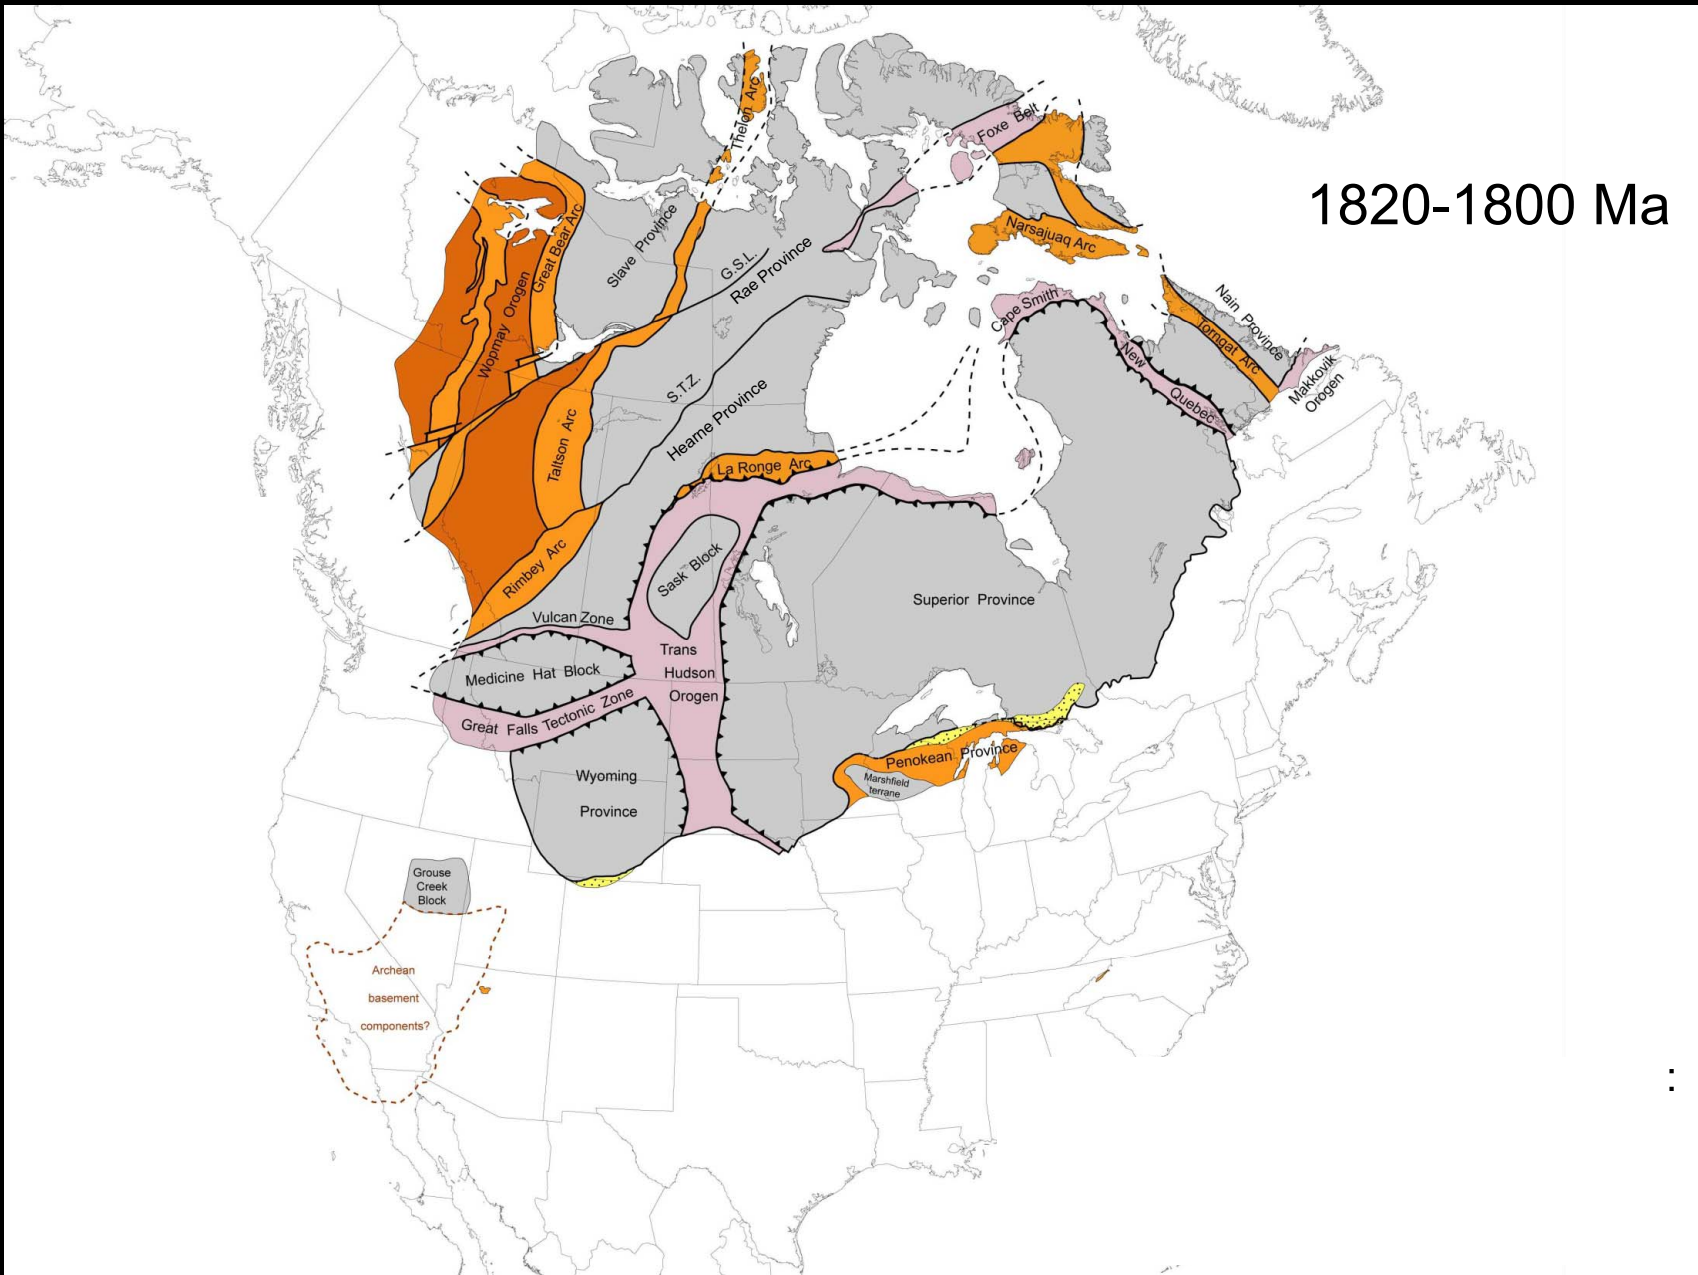 1820-1800 Ma
Thelon Arc
Foxe Belt
Narsajuaq Arc
Great Bear Arc
Slave Province
G.S.L.
Rae Province
Wopmay Orogen
Cape Smith
Nain Province
Torngat Arc
New
Quebec
Makkovik
Orogen
S.T.Z.
Hearne Province
Taltson Arc
La Ronge Arc
Rimbey Arc
Sask Block
Superior Province
Vulcan Zone
Trans
Hudson
Orogen
Medicine Hat Block
Great Falls Tectonic Zone
Wyoming
Province
Penokean Province
Marshfield
terrane
Grouse
Creek
Block
Archean
basement
components?
: